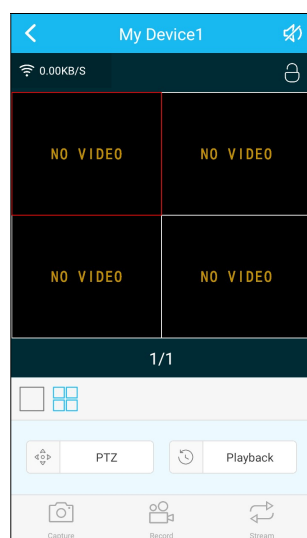 My Device1
0.00KB/S
NO VIDEO NO VIDEO
NO VIDEO NO VIDEO
1/1
PTZ Playback
Capture Record Stream